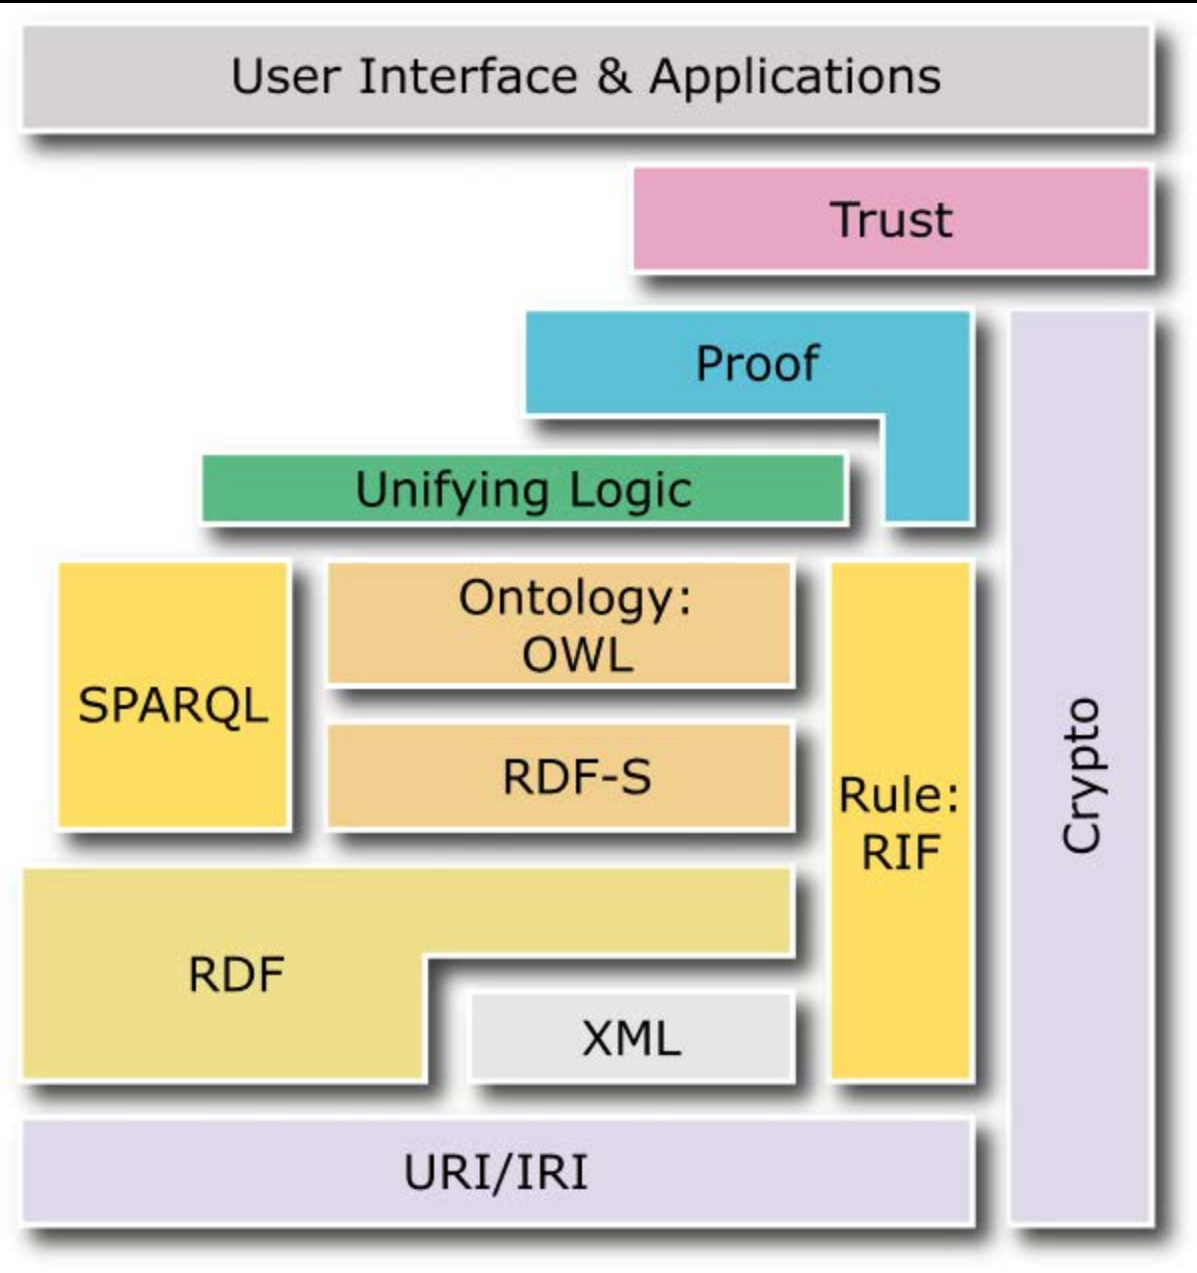 User Interface & Applications
Trust
Proof
Unifying Logic
Ontology:
OWL
SPARQL
RDF-S
Rule:
RIF
Crypto
RDF
XML
URI/IRI